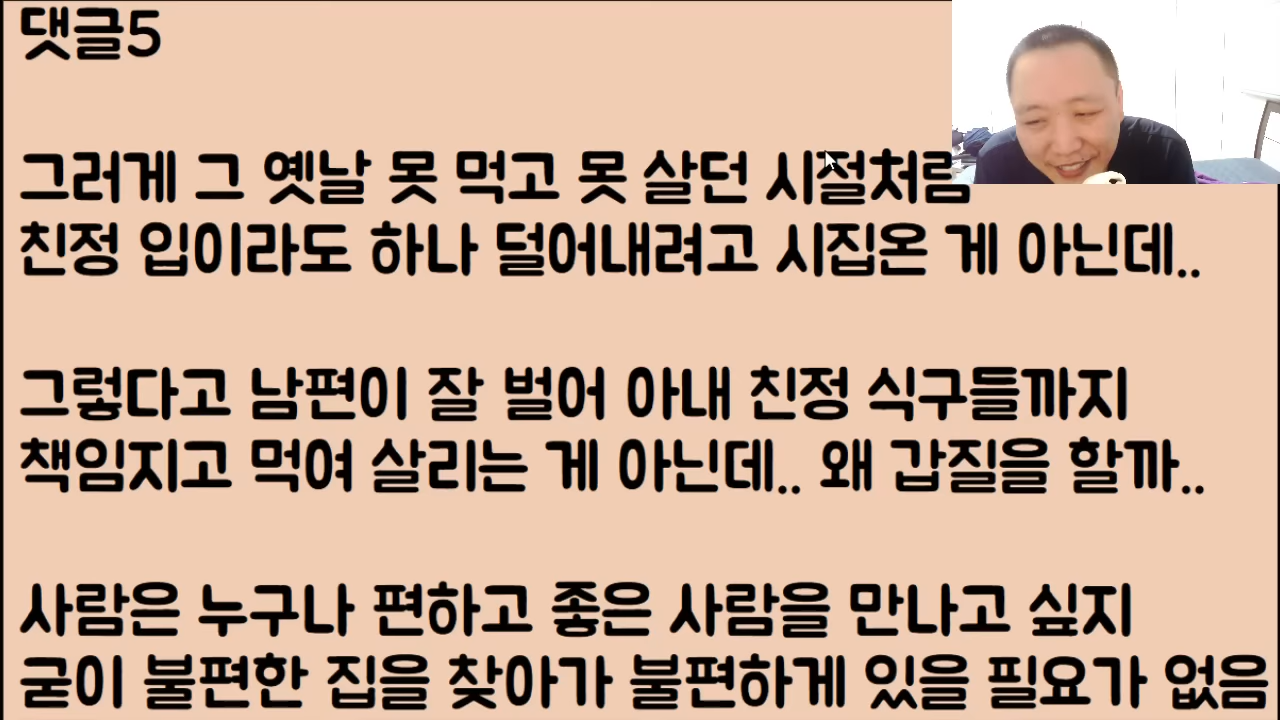 댓글5
그러게 그 옛날 못 먹고 못 살던 시절처럼
친정 입이라도 하나 덜어내려고 시집온 게 아닌데..
그렇다고 남편이 잘 벌어 아내 친정 식구들까지
책임지고 먹여 살리는 게 아닌데.. 왜 갑질을 할까..
사람은 누구나 편하고 좋은 사람을 만나고 싶지
굳이 불편한 집을 찾아가 불편하게 있을 필요가 없음